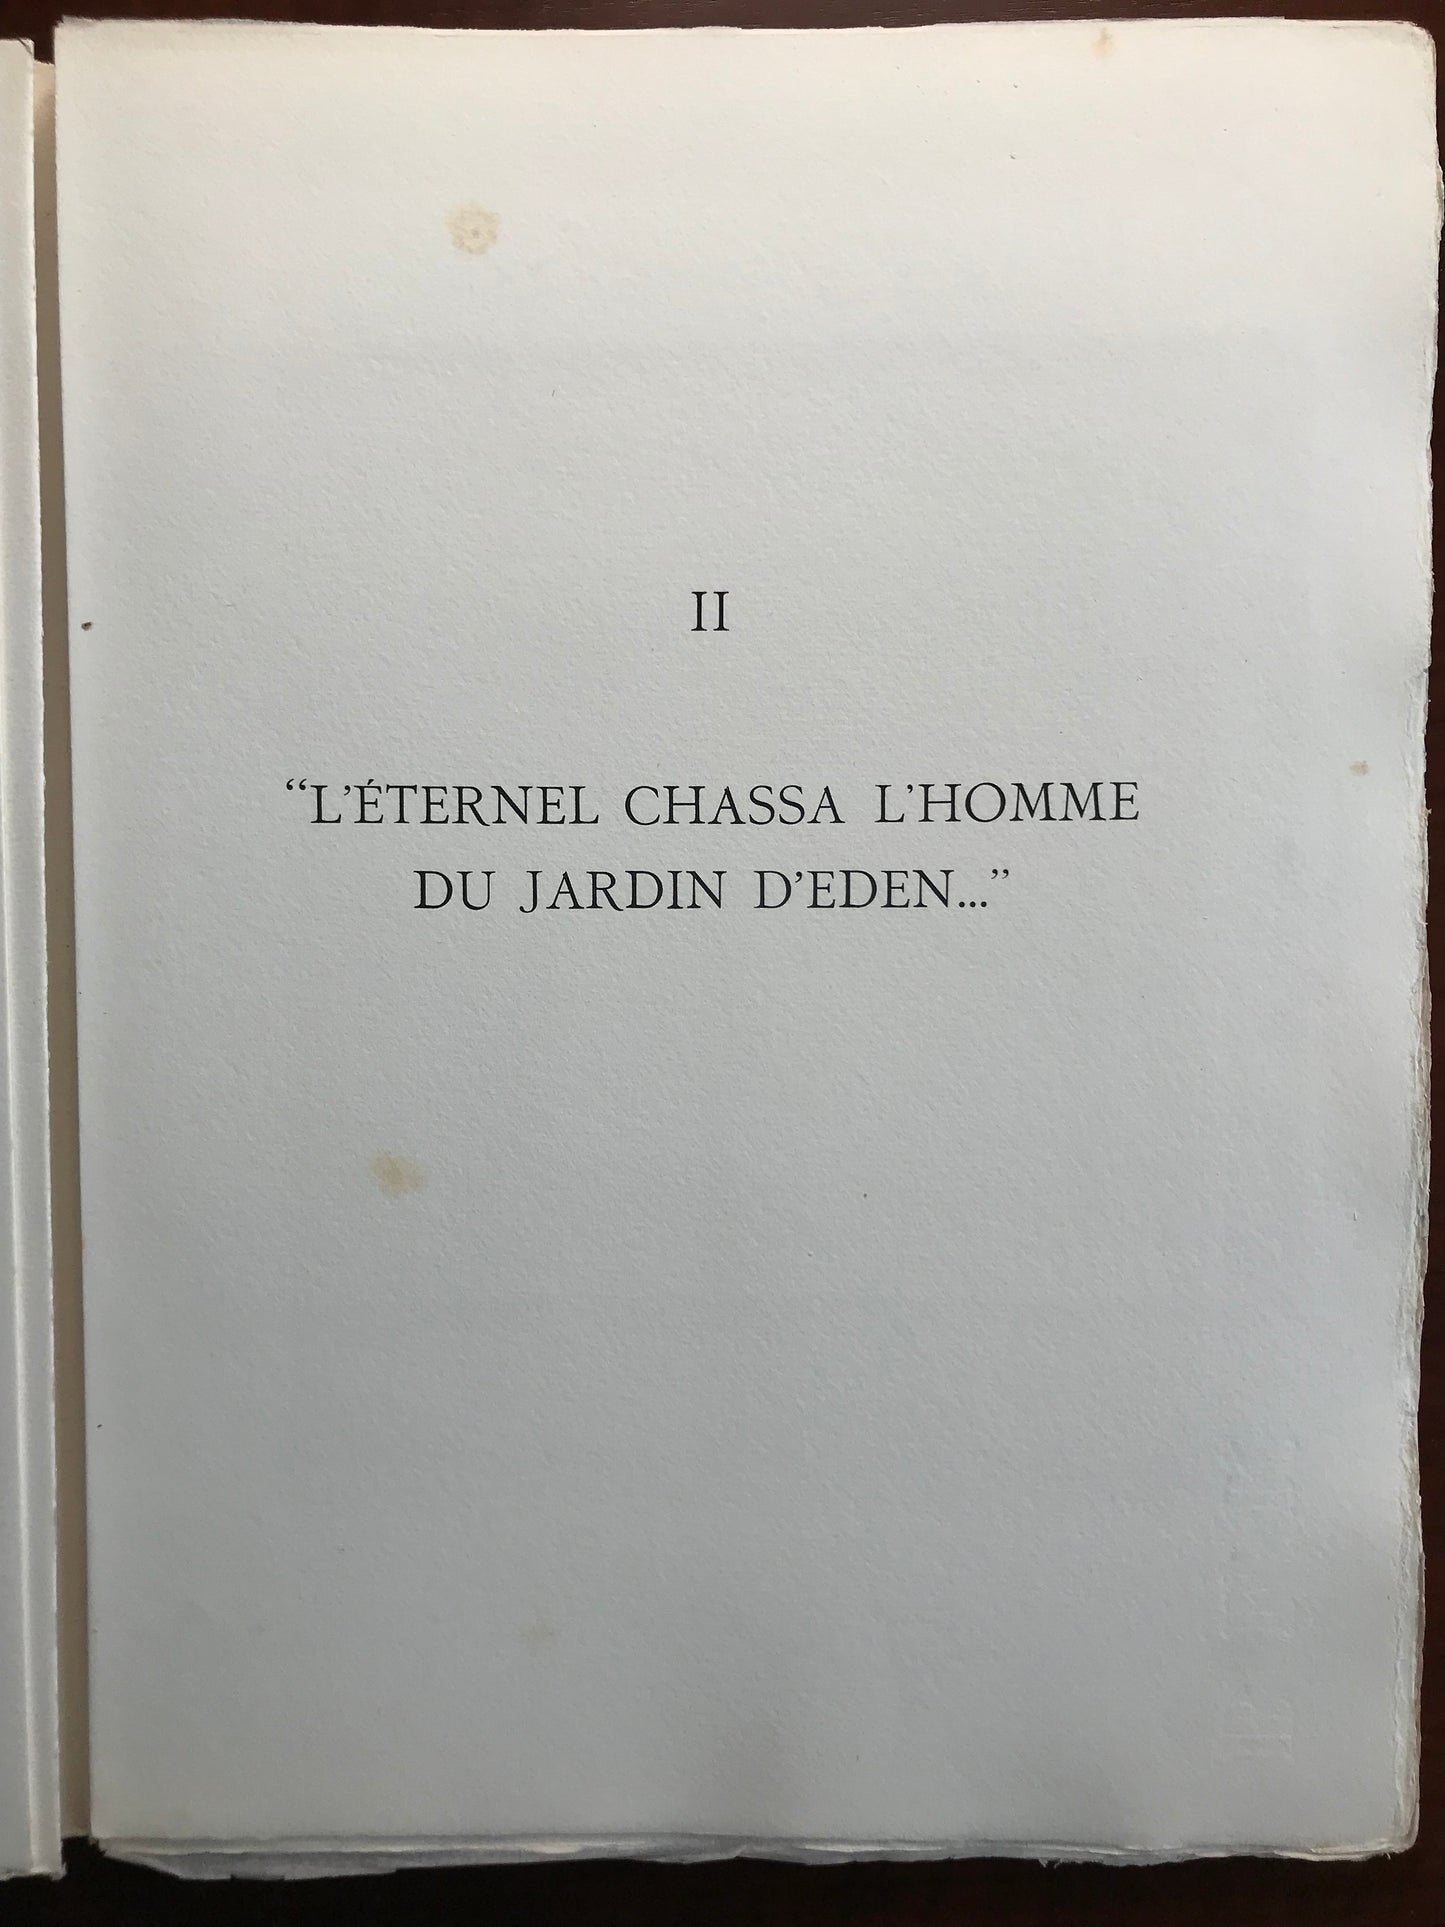 II
“L’ÉTERNEL CHASSA L’HOMME
DU JARDIN D’EDEN...”